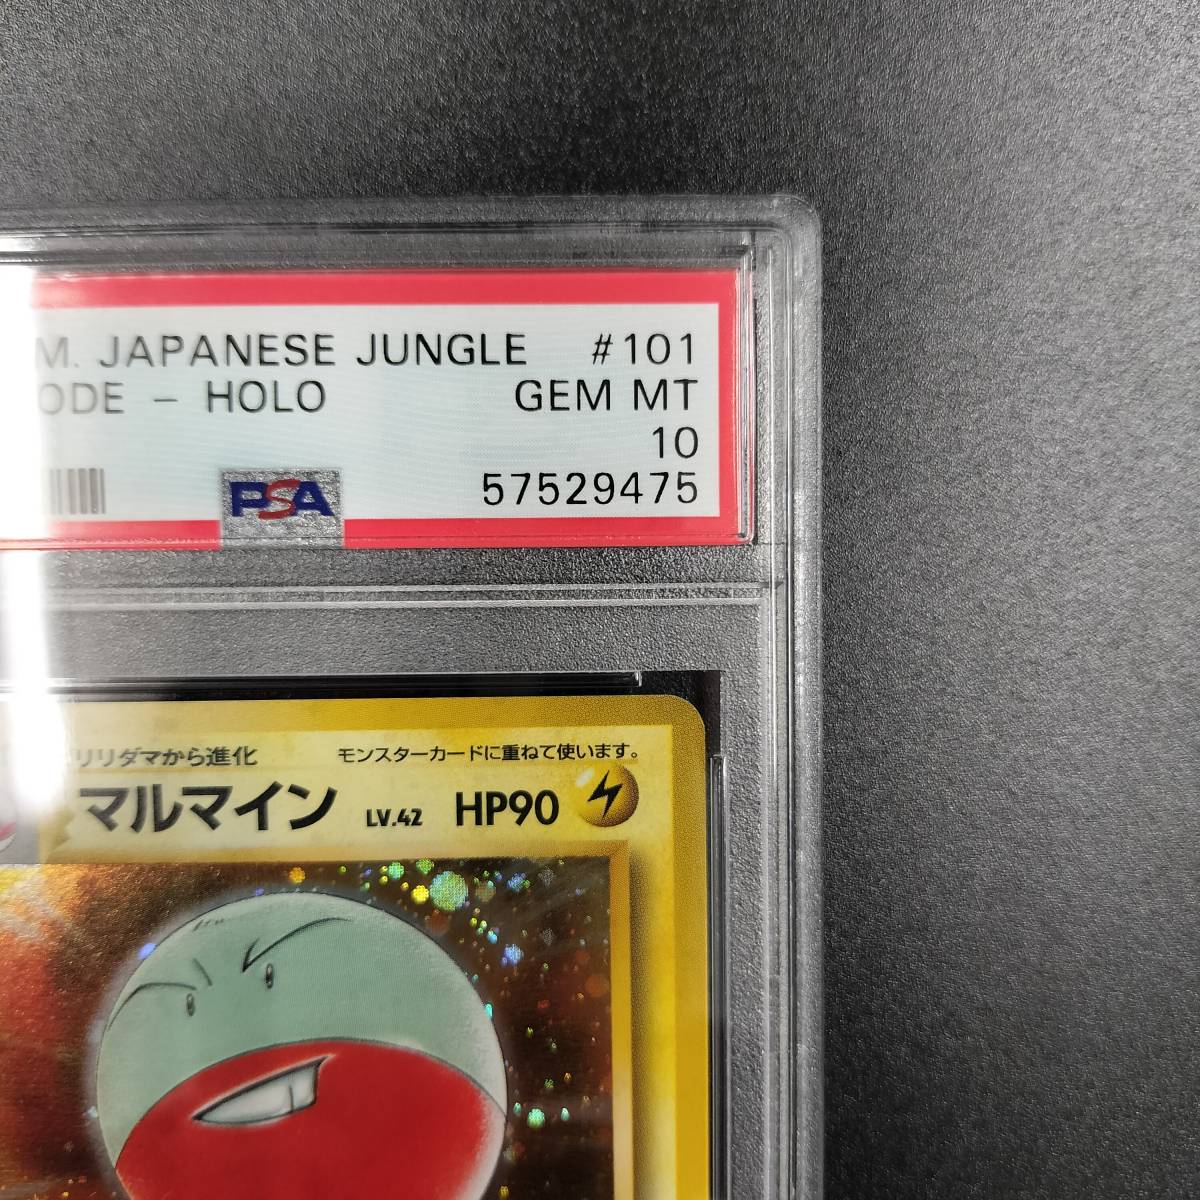 M. JAPANESE JUNGLE #101
ODE - HOLO GEM MT
10
PSA 57529475
リリダマから進化 モンスターカードに重ねて使います。
マルマイン LV.42 HP90